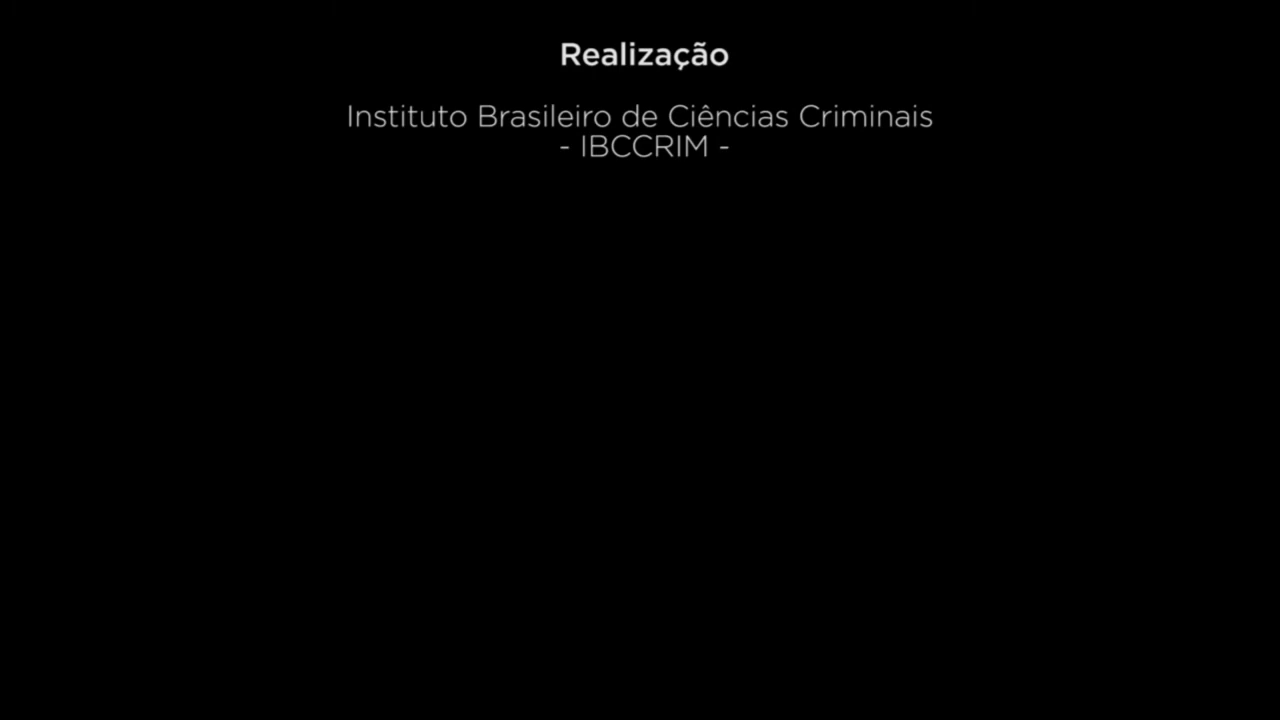 Realização
Instituto Brasileiro de Ciências Criminais
- IBCCRIM -